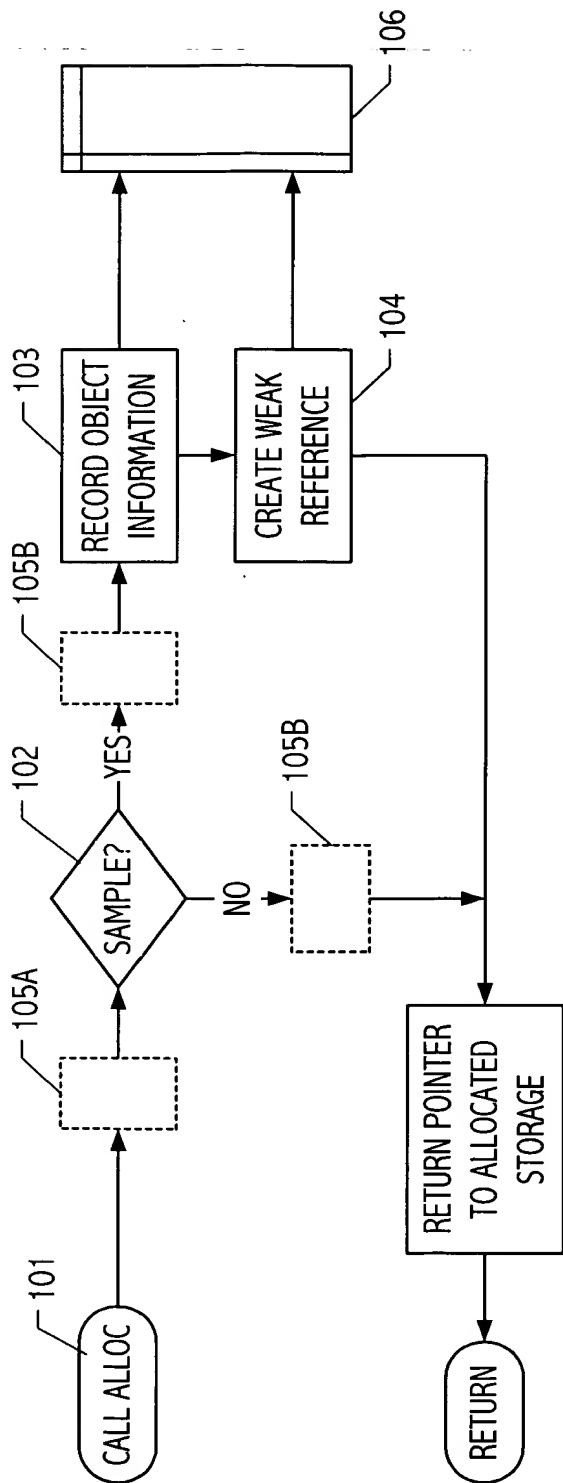 101
CALL ALLOC
105A
102
SAMPLE?
YES
NO
105B
105B
103
RECORD OBJECT
INFORMATION
104
CREATE WEAK
REFERENCE
106
RETURN POINTER
TO ALLOCATED
STORAGE
RETURN